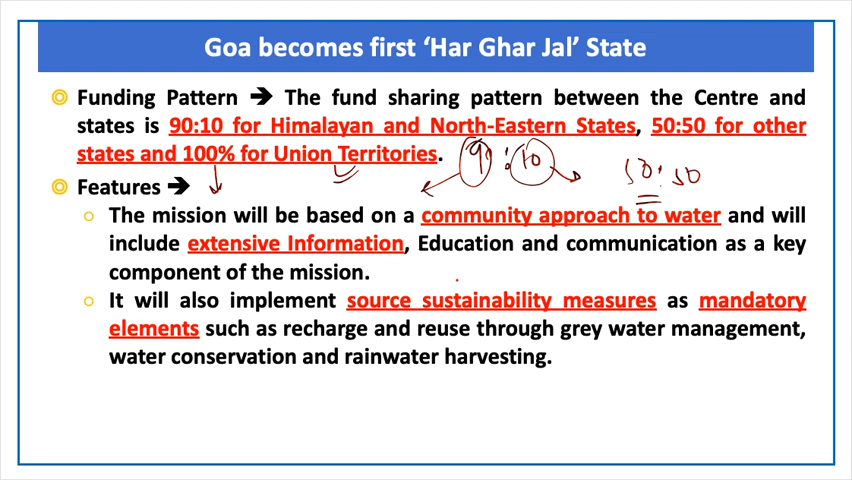 Goa becomes first ‘Har Ghar Jal’ State
Funding Pattern ➔ The fund sharing pattern between the Centre and
states is 90:10 for Himalayan and North-Eastern States, 50:50 for other
states and 100% for Union Territories.
90 : 10
50:50
Features ➔
The mission will be based on a community approach to water and will
include extensive Information, Education and communication as a key
component of the mission.
It will also implement source sustainability measures as mandatory
elements such as recharge and reuse through grey water management,
water conservation and rainwater harvesting.